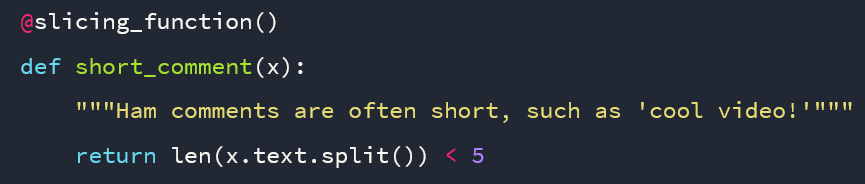 @slicing_function()
def short_comment(x):
    """Ham comments are often short, such as 'cool video!'"""
    return len(x.text.split()) < 5